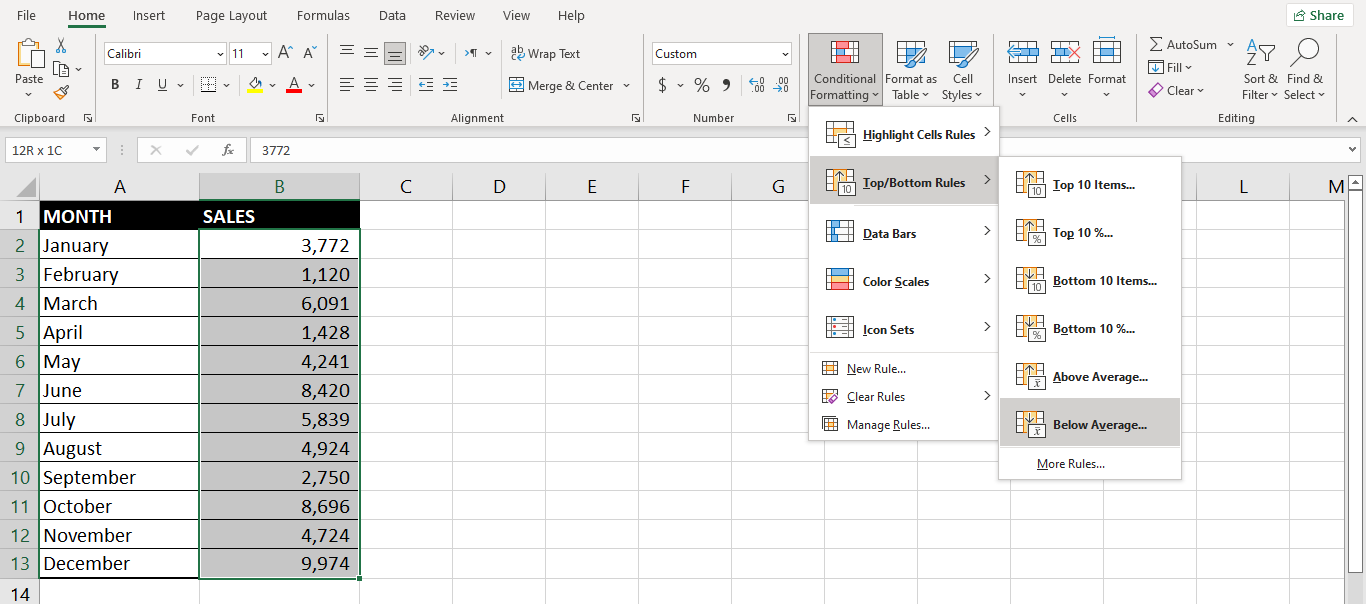 File Home Insert Page Layout Formulas Data Review View Help Share
Calibri 11 ab Wrap Text Custom AutoSum
Paste Conditional Format as Cell Insert Delete Format Fill Sort & Find &
B I U A Merge & Center $ % Formatting Table Styles Clear Filter Select
Clipboard Font Alignment Number Cells Editing
12R x 1C fx 3772
Highlight Cells Rules
Top/Bottom Rules
Data Bars
Color Scales
Icon Sets
New Rule...
Clear Rules
Manage Rules...
Top 10 Items...
Top 10 %...
Bottom 10 Items...
Bottom 10 %...
Above Average...
Below Average...
More Rules...
A B C D E F G L M
1 MONTH SALES
2 January 3,772
3 February 1,120
4 March 6,091
5 April 1,428
6 May 4,241
7 June 8,420
8 July 5,839
9 August 4,924
10 September 2,750
11 October 8,696
12 November 4,724
13 December 9,974
14